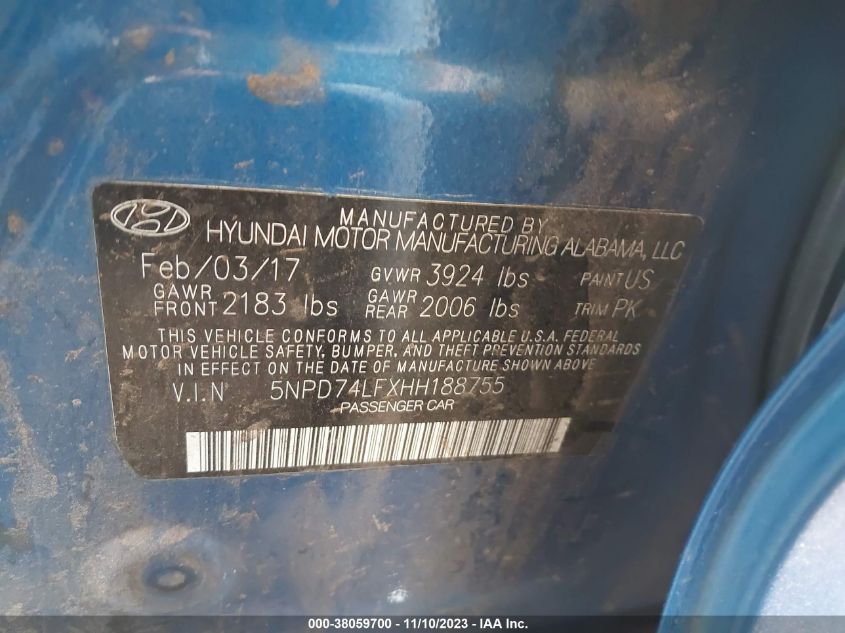 MANUFACTURED BY
HYUNDAI MOTOR MANUFACTURING ALABAMA, LLC
Feb/03/17 GVWR 3924 lbs PAINT US
GAWR FRONT 2183 lbs GAWR REAR 2006 lbs TRIM PK
THIS VEHICLE CONFORMS TO ALL APPLICABLE U.S.A. FEDERAL
MOTOR VEHICLE SAFETY, BUMPER, AND THEFT PREVENTION STANDARDS
IN EFFECT ON THE DATE OF MANUFACTURE SHOWN ABOVE
V.I.N 5NPD74LFXHH188755
PASSENGER CAR
000-38059700 - 11/10/2023 - IAA Inc.